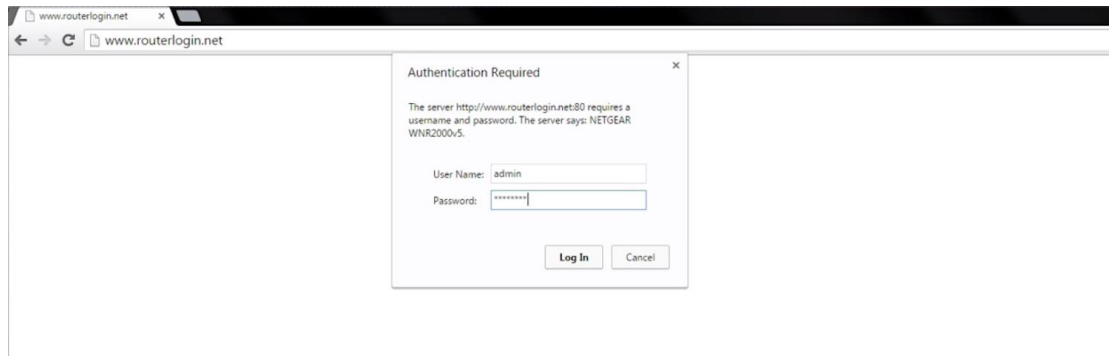 www.routerlogin.net
www.routerlogin.net
Authentication Required
The server http://www.routerlogin.net:80 requires a
username and password. The server says: NETGEAR
WNR2000v5.
User Name: admin
Password: ********
Log In Cancel